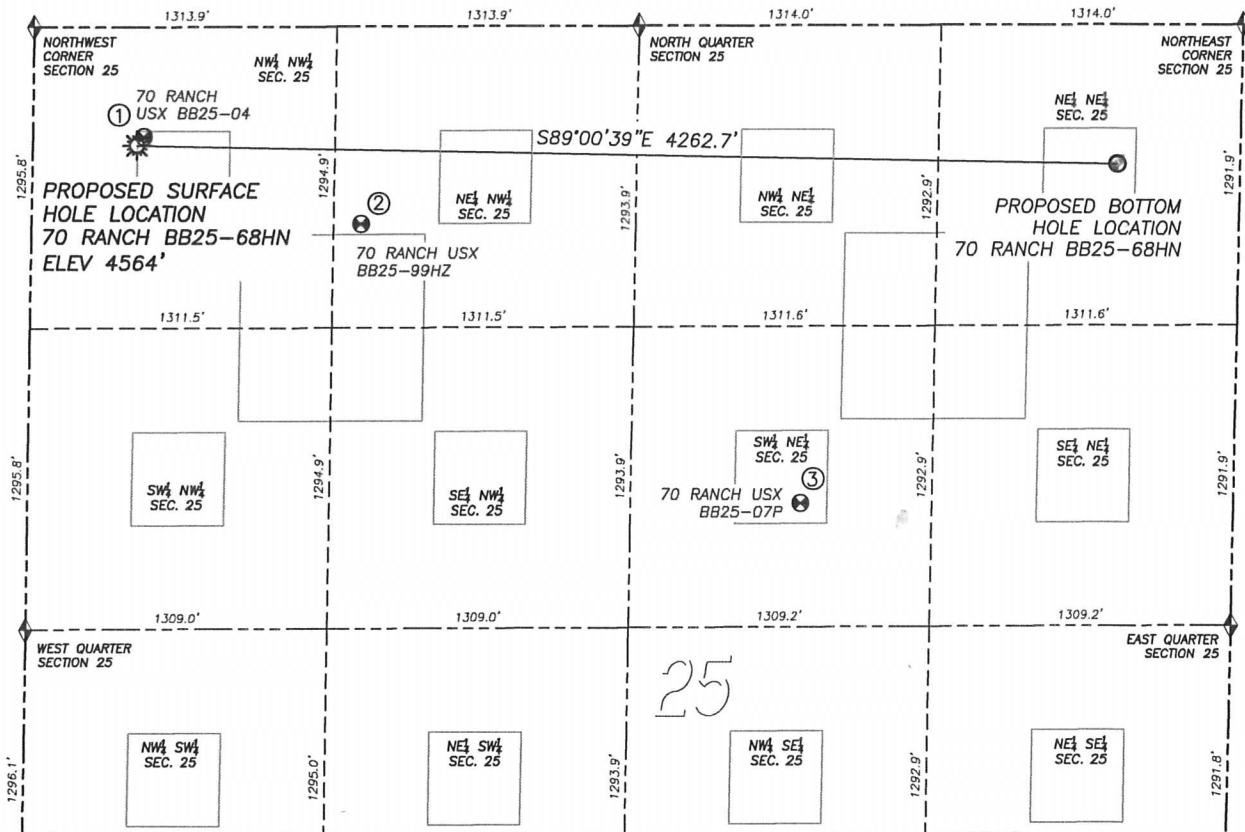 1313.9'
1313.9'
1314.0'
1314.0'
NORTHWEST
CORNER
SECTION 25
NW¼ NW¼
SEC. 25
NORTH QUARTER
SECTION 25
NORTHEAST
CORNER
SECTION 25
① 70 RANCH
USX BB25-04
NE¼ NE¼
SEC. 25
S89°00'39"E 4262.7'
1295.8'
1294.9'
1293.9'
1292.9'
1291.9'
PROPOSED SURFACE
HOLE LOCATION
70 RANCH BB25-68HN
ELEV 4564'
②
70 RANCH USX
BB25-99HZ
NE¼ NW¼
SEC. 25
NW¼ NE¼
SEC. 25
PROPOSED BOTTOM
HOLE LOCATION
70 RANCH BB25-68HN
1311.5'
1311.5'
1311.6'
1311.6'
1295.8'
1294.9'
1293.9'
1292.9'
1291.9'
SW¼ NW¼
SEC. 25
SE¼ NW¼
SEC. 25
SW¼ NE¼
SEC. 25
③
70 RANCH USX
BB25-07P
SE¼ NE¼
SEC. 25
1309.0'
1309.0'
1309.2'
1309.2'
WEST QUARTER
SECTION 25
EAST QUARTER
SECTION 25
25
1296.1'
1295.0'
1293.9'
1292.9'
1291.8'
NW¼ SW¼
SEC. 25
NE¼ SW¼
SEC. 25
NW¼ SE¼
SEC. 25
NE¼ SE¼
SEC. 25